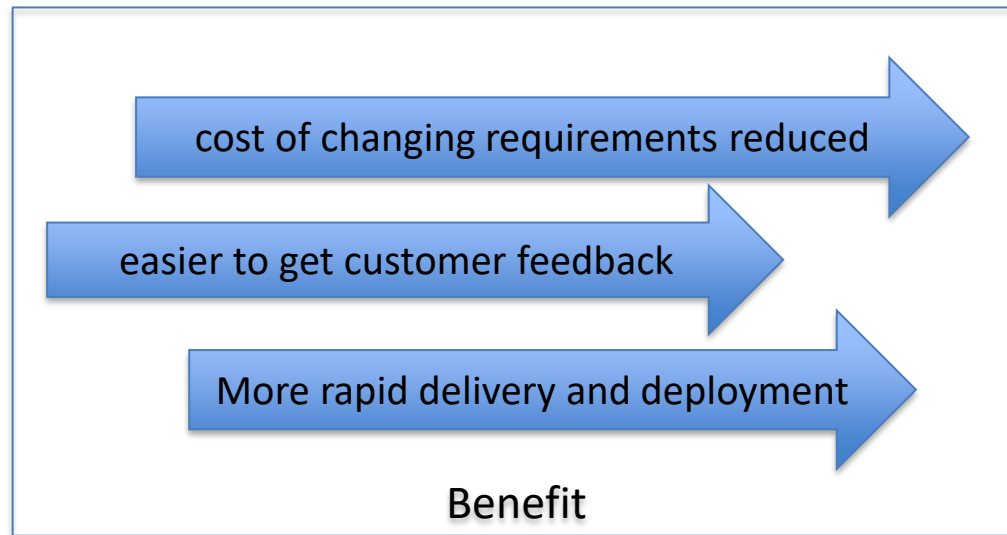 cost of changing requirements reduced
easier to get customer feedback
More rapid delivery and deployment
Benefit